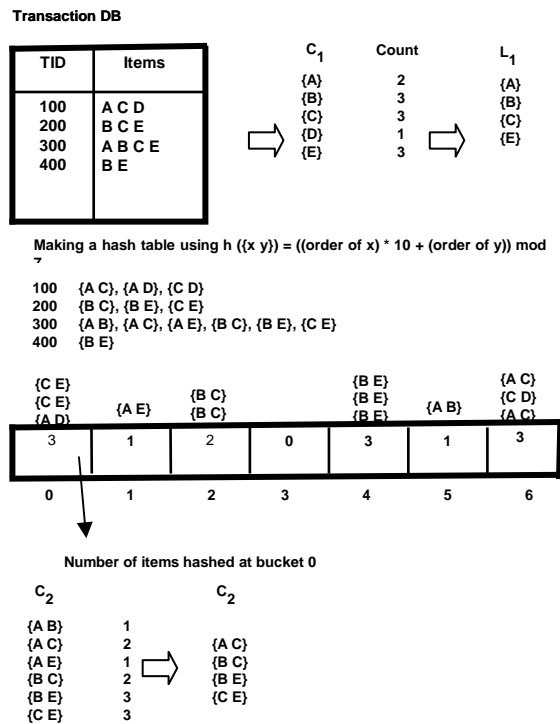 Transaction DB
TID Items
100 A C D
200 B C E
300 A B C E
400 B E
C1 Count L1
{A} 2 {A}
{B} 3 {B}
{C} 3 {C}
{D} 1 {E}
{E} 3
Making a hash table using h ({x y}) = ((order of x) * 10 + (order of y)) mod
100 {A C}, {A D}, {C D}
200 {B C}, {B E}, {C E}
300 {A B}, {A C}, {A E}, {B C}, {B E}, {C E}
400 {B E}
{C E} {B E} {A C}
{C E} {A E} {B C} {B E} {A B} {C D}
{A D} {B C} {B E} {A C}
3 1 2 0 3 1 3
0 1 2 3 4 5 6
Number of items hashed at bucket 0
C2 C2
{A B} 1
{A C} 2 {A C}
{A E} 1 {B C}
{B C} 2 {B E}
{B E} 3 {C E}
{C E} 3